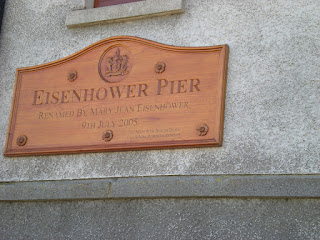 EISENHOWER PIER
RENAMED BY MARY JEAN EISENHOWER
9TH JULY 2005